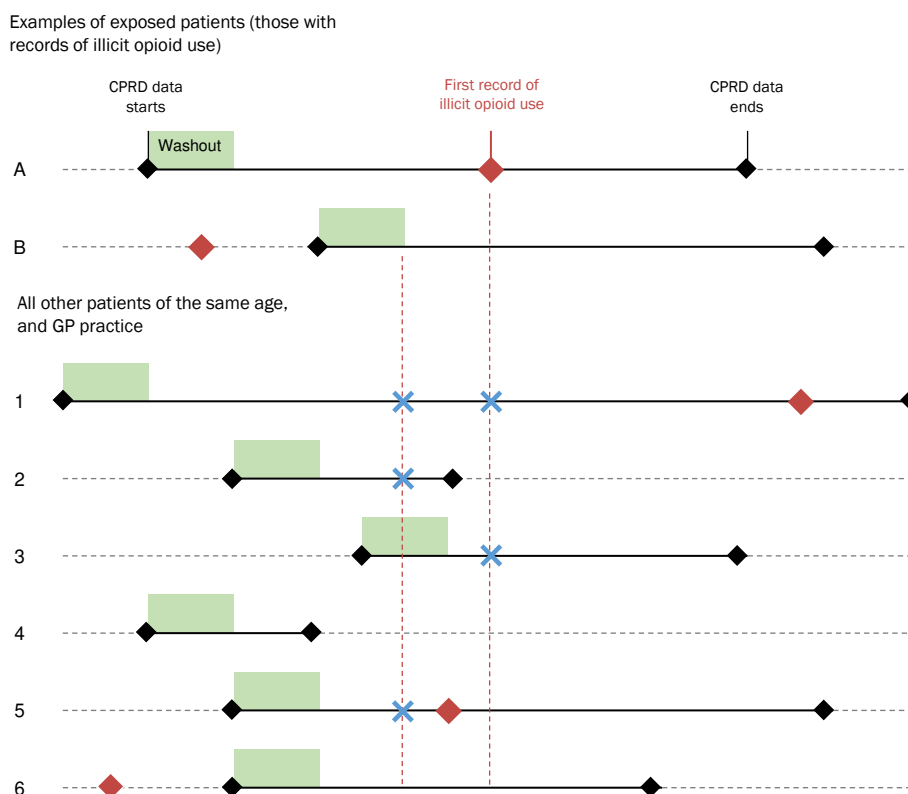 Examples of exposed patients (those with
records of illicit opioid use)
CPRD data
starts
First record of
illicit opioid use
CPRD data
ends
Washout
A
B
All other patients of the same age,
and GP practice
1
2
3
4
5
6